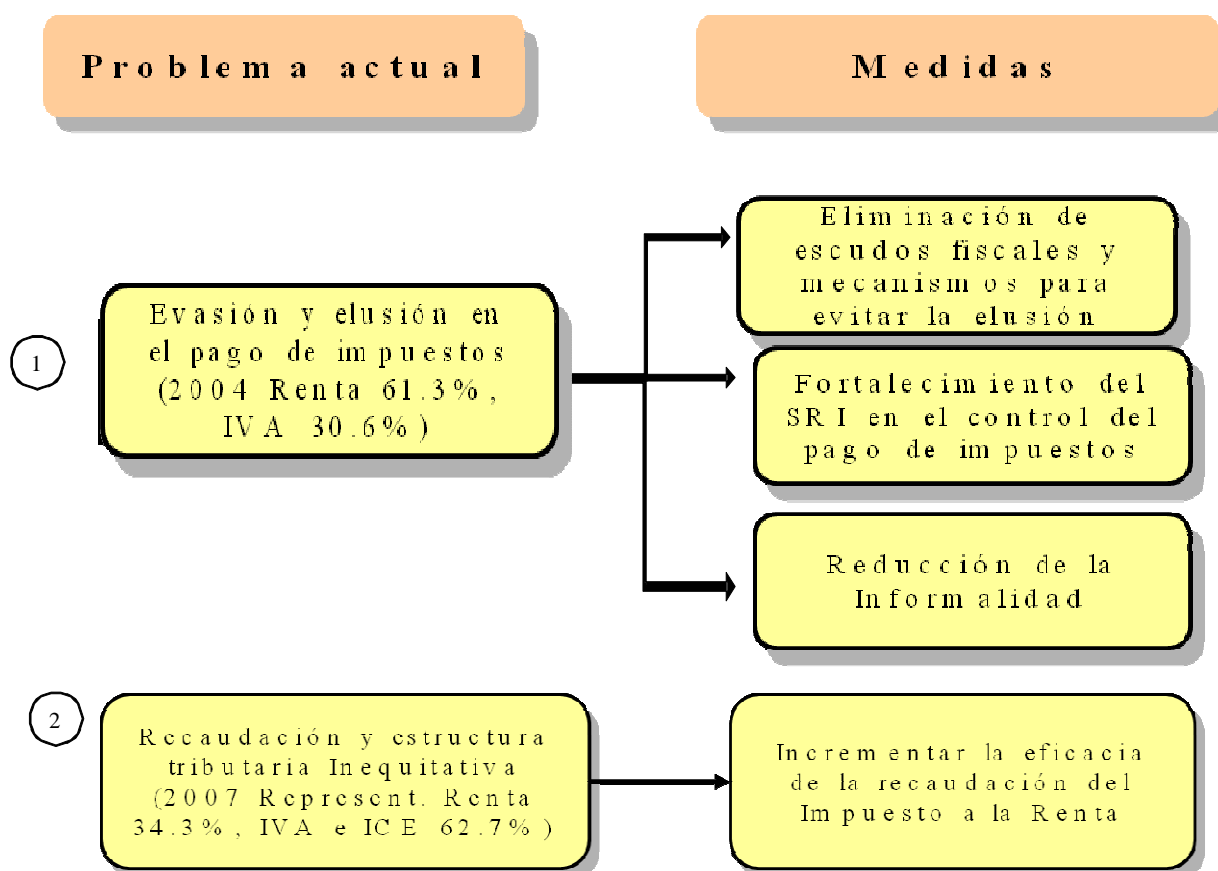 Problema actual
Medidas
1
Evasión y elusión en
el pago de impuestos
(2004 Renta 61.3%,
IVA 30.6%)
Eliminación de
escudos fiscales y
mecanismos para
evitar la elusión
Fortalecimiento del
SRI en el control del
pago de impuestos
Reducción de la
Informalidad
2
Recaudación y estructura
tributaria Inequitativa
(2007 Represent. Renta
34.3%, IVA e ICE 62.7%)
Incrementar la eficacia
de la recaudación del
Impuesto a la Renta